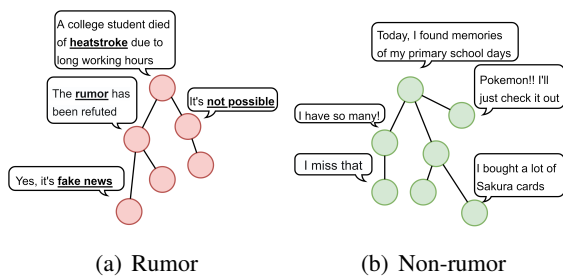 A college student died
of heatstroke due to
long working hours
The rumor has
been refuted
It's not possible
Yes, it's fake news
(a) Rumor
Today, I found memories
of my primary school days
Pokemon!! I'll
just check it out
I have so many!
I miss that
I bought a lot of
Sakura cards
(b) Non-rumor